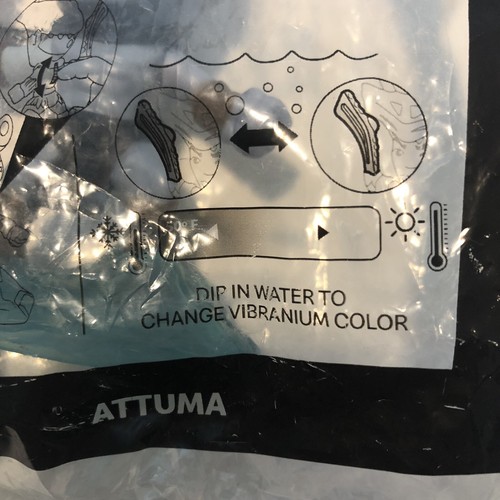 DIP IN WATER TO
CHANGE VIBRANIUM COLOR
ATTUMA